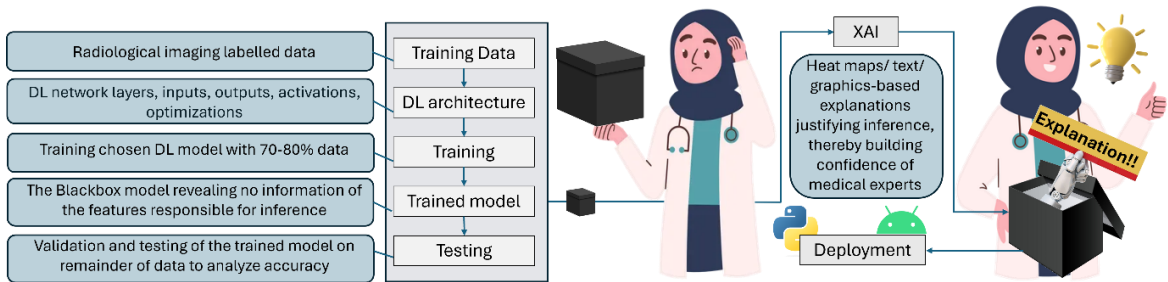 Radiological imaging labelled data
DL network layers, inputs, outputs, activations,
optimizations
Training chosen DL model with 70-80% data
The Blackbox model revealing no information of
the features responsible for inference
Validation and testing of the trained model on
remainder of data to analyze accuracy
Training Data
DL architecture
Training
Trained model
Testing
XAI
Heat maps/ text/
graphics-based
explanations
justifying inference,
thereby building
confidence of
medical experts
Deployment
Explanation!!